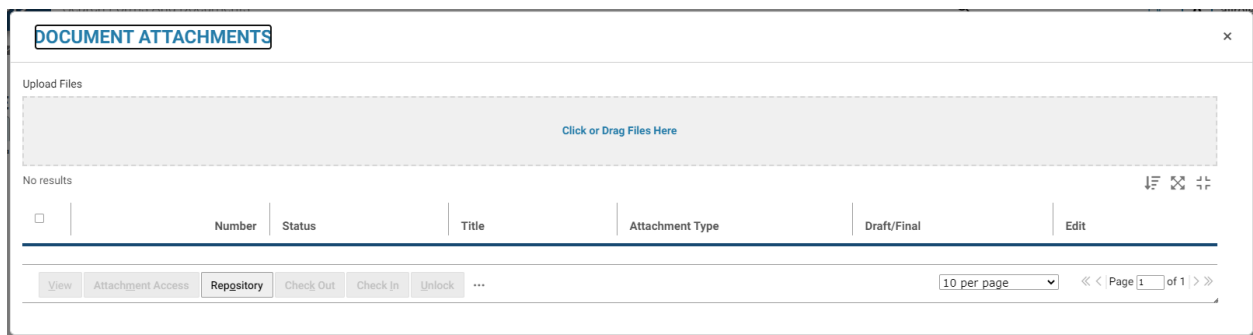 DOCUMENT ATTACHMENTS
×
Upload Files
Click or Drag Files Here
No results
Number Status Title Attachment Type Draft/Final Edit
View Attachment Access Repository Check Out Check In Unlock ... 10 per page Page 1 of 1